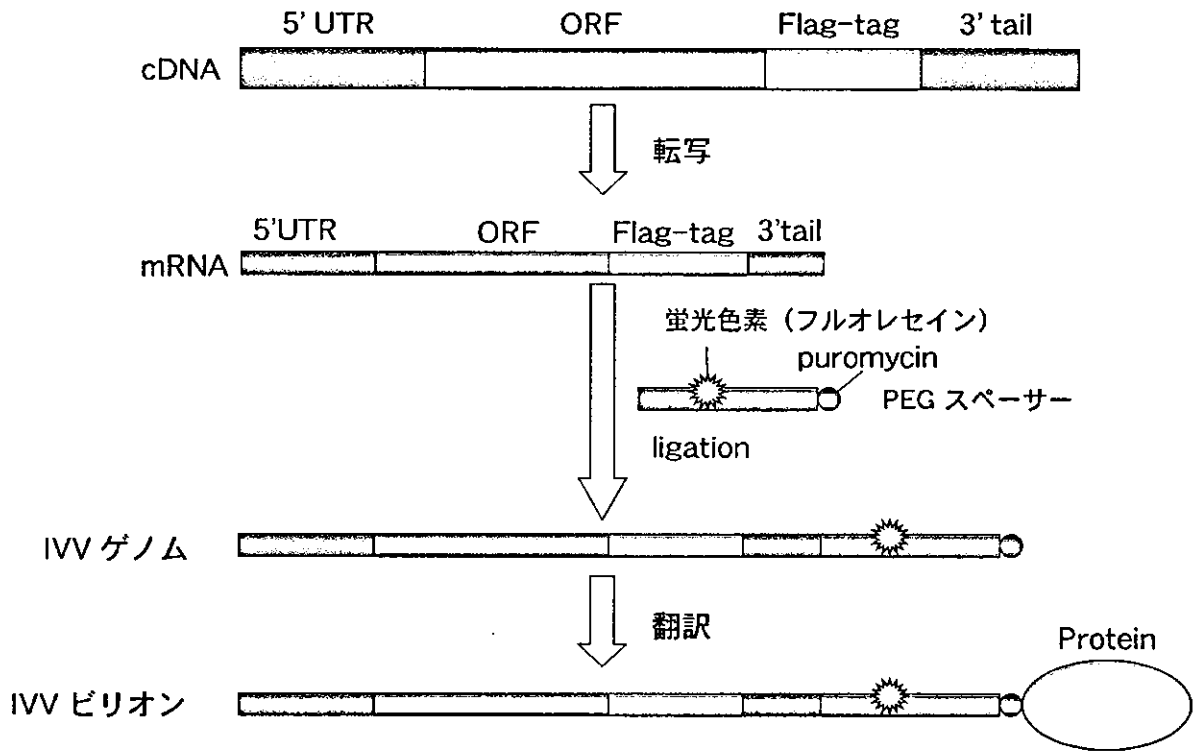 5' UTR ORF Flag-tag 3' tail
cDNA
転写
5'UTR ORF Flag-tag 3'tail
mRNA
蛍光色素（フルオレセイン）
puromycin
PEG スペーサー
ligation
IVV ゲノム
翻訳
Protein
IVV ビリオン